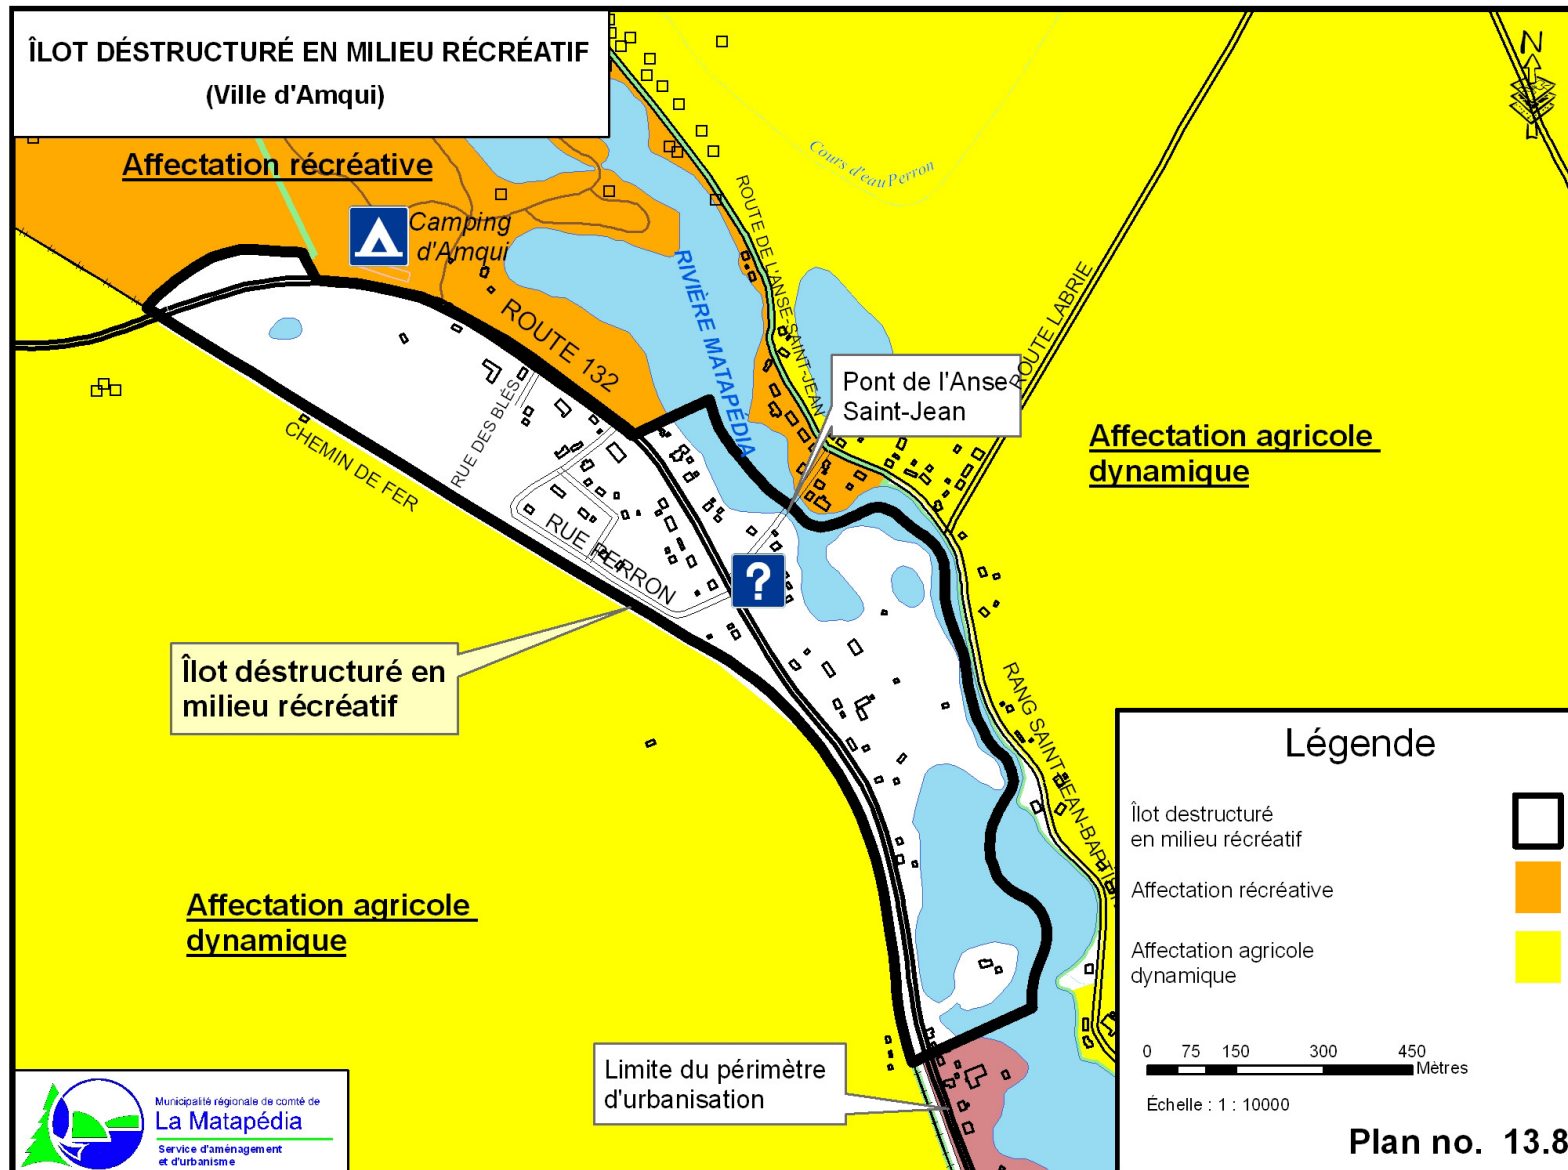 ÎLOT DÉSTRUCTURÉ EN MILIEU RÉCRÉATIF
(Ville d'Amqui)
N
Affectation récréative
Cours d'eau Perron
Camping
d'Amqui
ROUTE DE L'ANSE-SAINT-JEAN
RIVIÈRE MATAPÉDIA
ROUTE LABRIE
ROUTE 132
Pont de l'Anse
Saint-Jean
RUE DES BLÉS
CHEMIN DE FER
Affectation agricole
dynamique
RUE PERRON
?
Îlot déstructuré en
milieu récréatif
RANG SAINT-JEAN-BAPTIS
Affectation agricole
dynamique
Limite du périmètre
d'urbanisation
Légende
Îlot destructuré
en milieu récréatif
Affectation récréative
Affectation agricole
dynamique
0 75 150 300 450
Mètres
Échelle : 1 : 10000
Plan no. 13.8
Municipalité régionale de comté de
La Matapédia
Service d'aménagement
et d'urbanisme